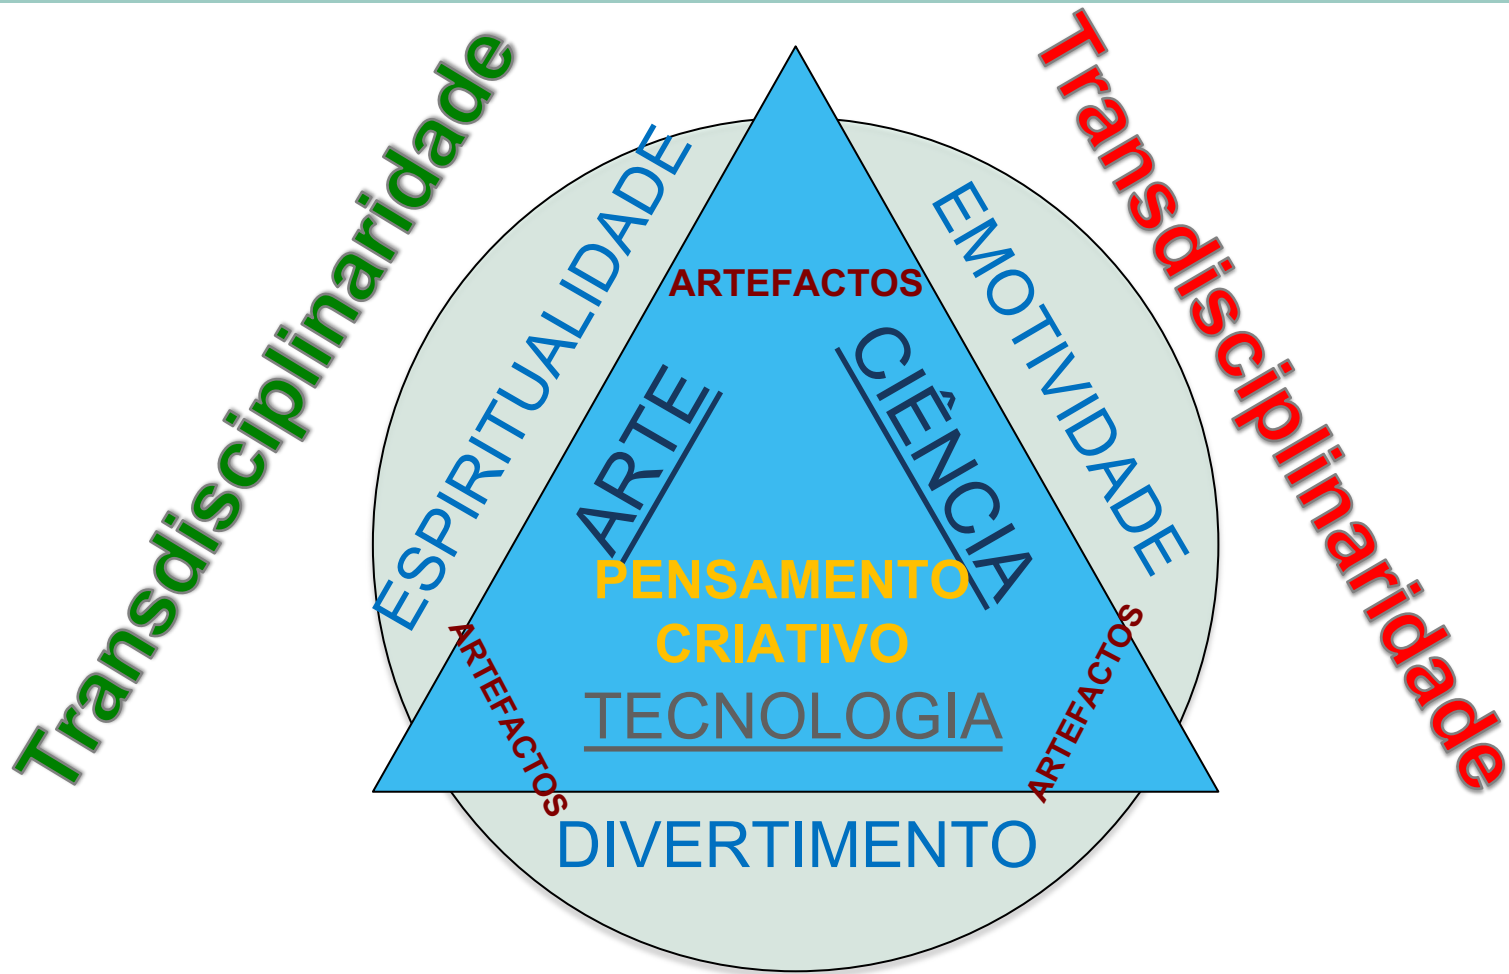 Transdisciplinaridade
Transdisciplinaridade
ESPIRITUALIDADE
EMOTIVIDADE
ARTEFACTOS
ARTE
CIÊNCIA
PENSAMENTO
CRIATIVO
ARTEFACTOS
ARTEFACTOS
TECNOLOGIA
DIVERTIMENTO